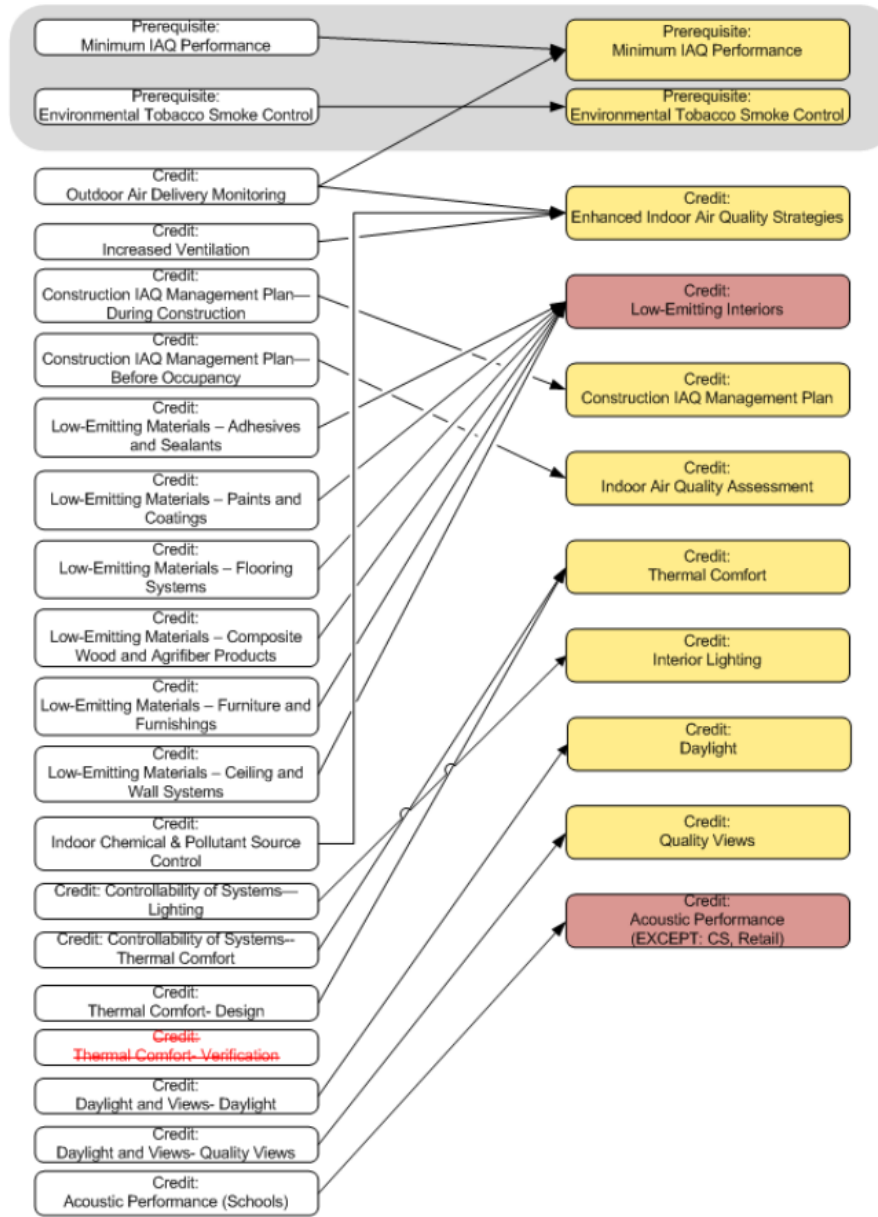 Prerequisite:
Minimum IAQ Performance
Prerequisite:
Environmental Tobacco Smoke Control
Credit:
Outdoor Air Delivery Monitoring
Credit:
Increased Ventilation
Credit:
Construction IAQ Management Plan—
During Construction
Credit:
Construction IAQ Management Plan—
Before Occupancy
Credit:
Low-Emitting Materials – Adhesives
and Sealants
Credit:
Low-Emitting Materials – Paints and
Coatings
Credit:
Low-Emitting Materials – Flooring
Systems
Credit:
Low-Emitting Materials – Composite
Wood and Agrifiber Products
Credit:
Low-Emitting Materials – Furniture and
Furnishings
Credit:
Low-Emitting Materials – Ceiling and
Wall Systems
Credit:
Indoor Chemical & Pollutant Source
Control
Credit: Controllability of Systems—
Lighting
Credit: Controllability of Systems--
Thermal Comfort
Credit:
Thermal Comfort- Design
Credit:
Thermal Comfort- Verification
Credit:
Daylight and Views- Daylight
Credit:
Daylight and Views- Quality Views
Credit:
Acoustic Performance (Schools)
Prerequisite:
Minimum IAQ Performance
Prerequisite:
Environmental Tobacco Smoke Control
Credit:
Enhanced Indoor Air Quality Strategies
Credit:
Low-Emitting Interiors
Credit:
Construction IAQ Management Plan
Credit:
Indoor Air Quality Assessment
Credit:
Thermal Comfort
Credit:
Interior Lighting
Credit:
Daylight
Credit:
Quality Views
Credit:
Acoustic Performance
(EXCEPT: CS, Retail)